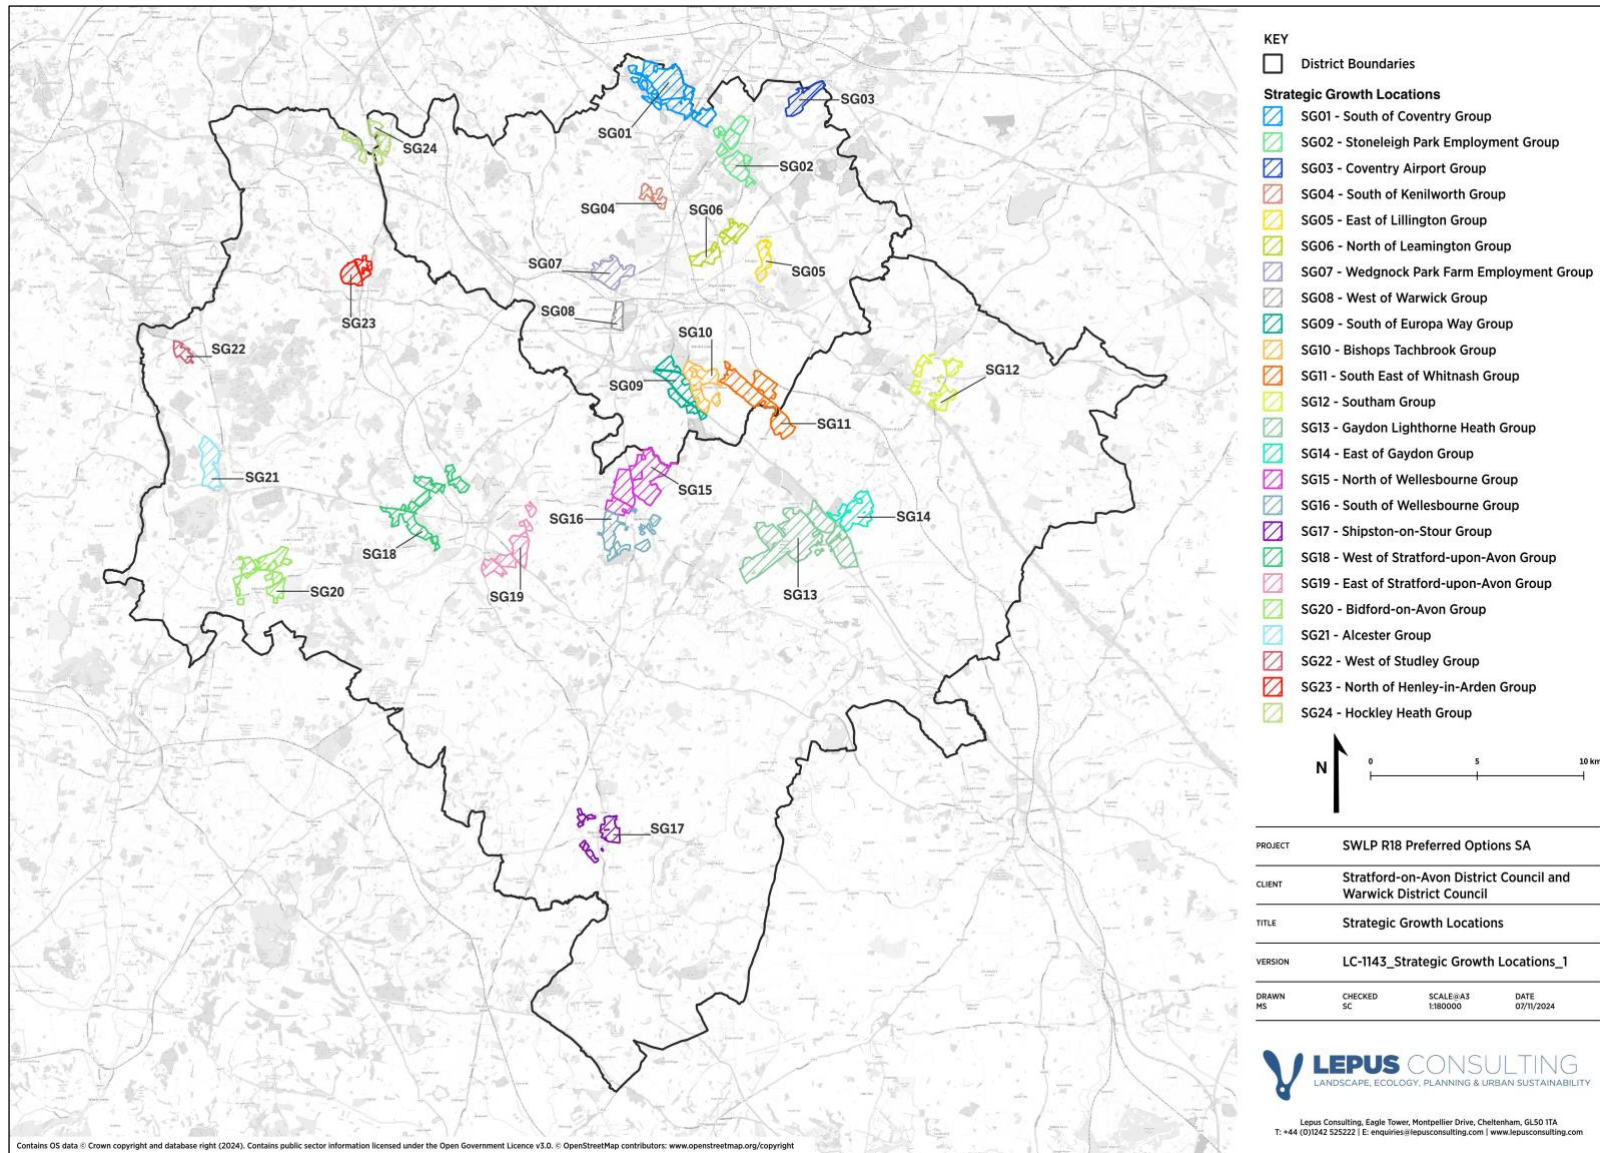 SG01
SG03
SG24
SG02
SG04
SG06
SG07
SG05
SG08
SG23
SG22
SG10
SG09
SG12
SG11
SG21
SG15
SG16
SG14
SG18
SG19
SG20
SG13
SG17
KEY
District Boundaries
Strategic Growth Locations
SG01 - South of Coventry Group
SG02 - Stoneleigh Park Employment Group
SG03 - Coventry Airport Group
SG04 - South of Kenilworth Group
SG05 - East of Lillington Group
SG06 - North of Leamington Group
SG07 - Wedgnock Park Farm Employment Group
SG08 - West of Warwick Group
SG09 - South of Europa Way Group
SG10 - Bishops Tachbrook Group
SG11 - South East of Whitnash Group
SG12 - Southam Group
SG13 - Gaydon Lighthorne Heath Group
SG14 - East of Gaydon Group
SG15 - North of Wellesbourne Group
SG16 - South of Wellesbourne Group
SG17 - Shipston-on-Stour Group
SG18 - West of Stratford-upon-Avon Group
SG19 - East of Stratford-upon-Avon Group
SG20 - Bidford-on-Avon Group
SG21 - Alcester Group
SG22 - West of Studley Group
SG23 - North of Henley-in-Arden Group
SG24 - Hockley Heath Group
N
0 5 10 km
PROJECT SWLP R18 Preferred Options SA
CLIENT Stratford-on-Avon District Council and
Warwick District Council
TITLE Strategic Growth Locations
VERSION LC-1143_Strategic Growth Locations_1
DRAWN CHECKED SCALE@A3 DATE
MS SC 1:180000 07/11/2024
LEPUS CONSULTING
LANDSCAPE, ECOLOGY, PLANNING & URBAN SUSTAINABILITY
Lepus Consulting, Eagle Tower, Montpellier Drive, Cheltenham, GL50 1TA
T: +44 (0)1242 525222 | E: enquiries@lepusconsulting.com | www.lepusconsulting.com
Contains OS data © Crown copyright and database right (2024). Contains public sector information licensed under the Open Government Licence v3.0. © OpenStreetMap contributors: www.openstreetmap.org/copyright